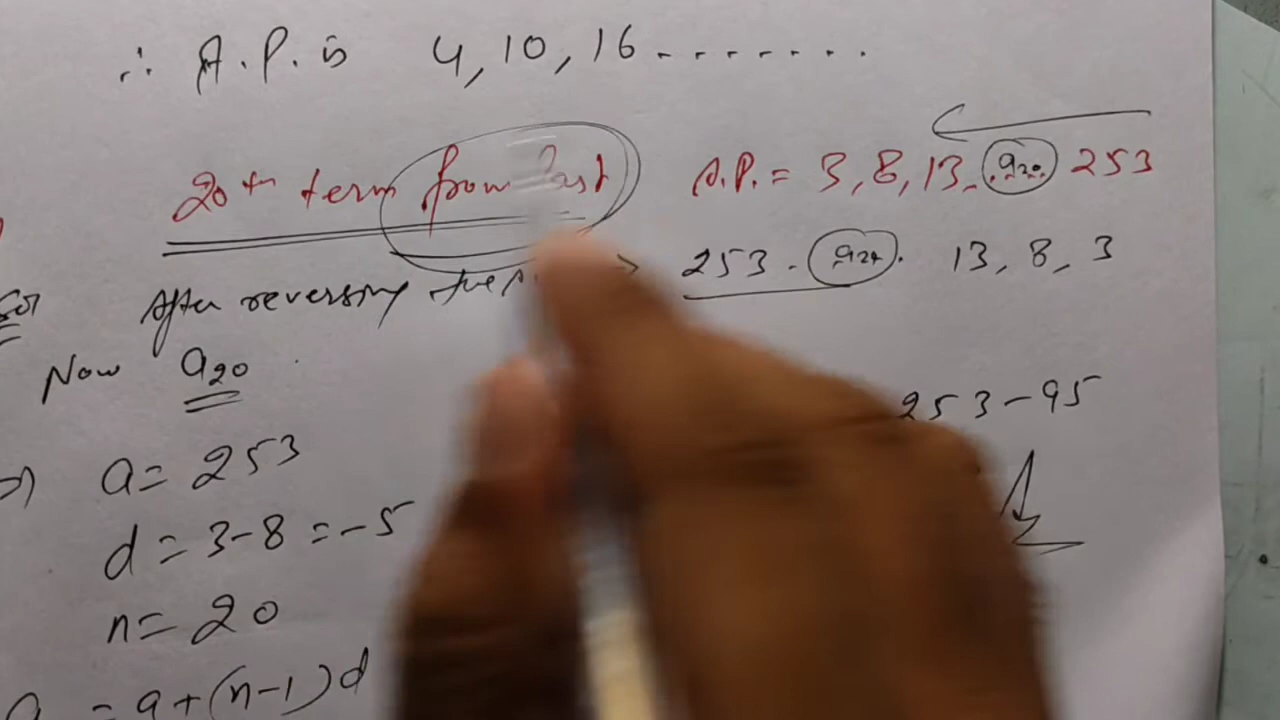 ∴ A.P. is 4, 10, 16 ........
20th term from last A.P. = 3, 8, 13, .. a20 .. 253
After reversing the 253 . a20 . 13, 8, 3
Now a20
253 - 95
a = 253
d = 3 - 8 = -5
n = 20
= a + (n-1)d